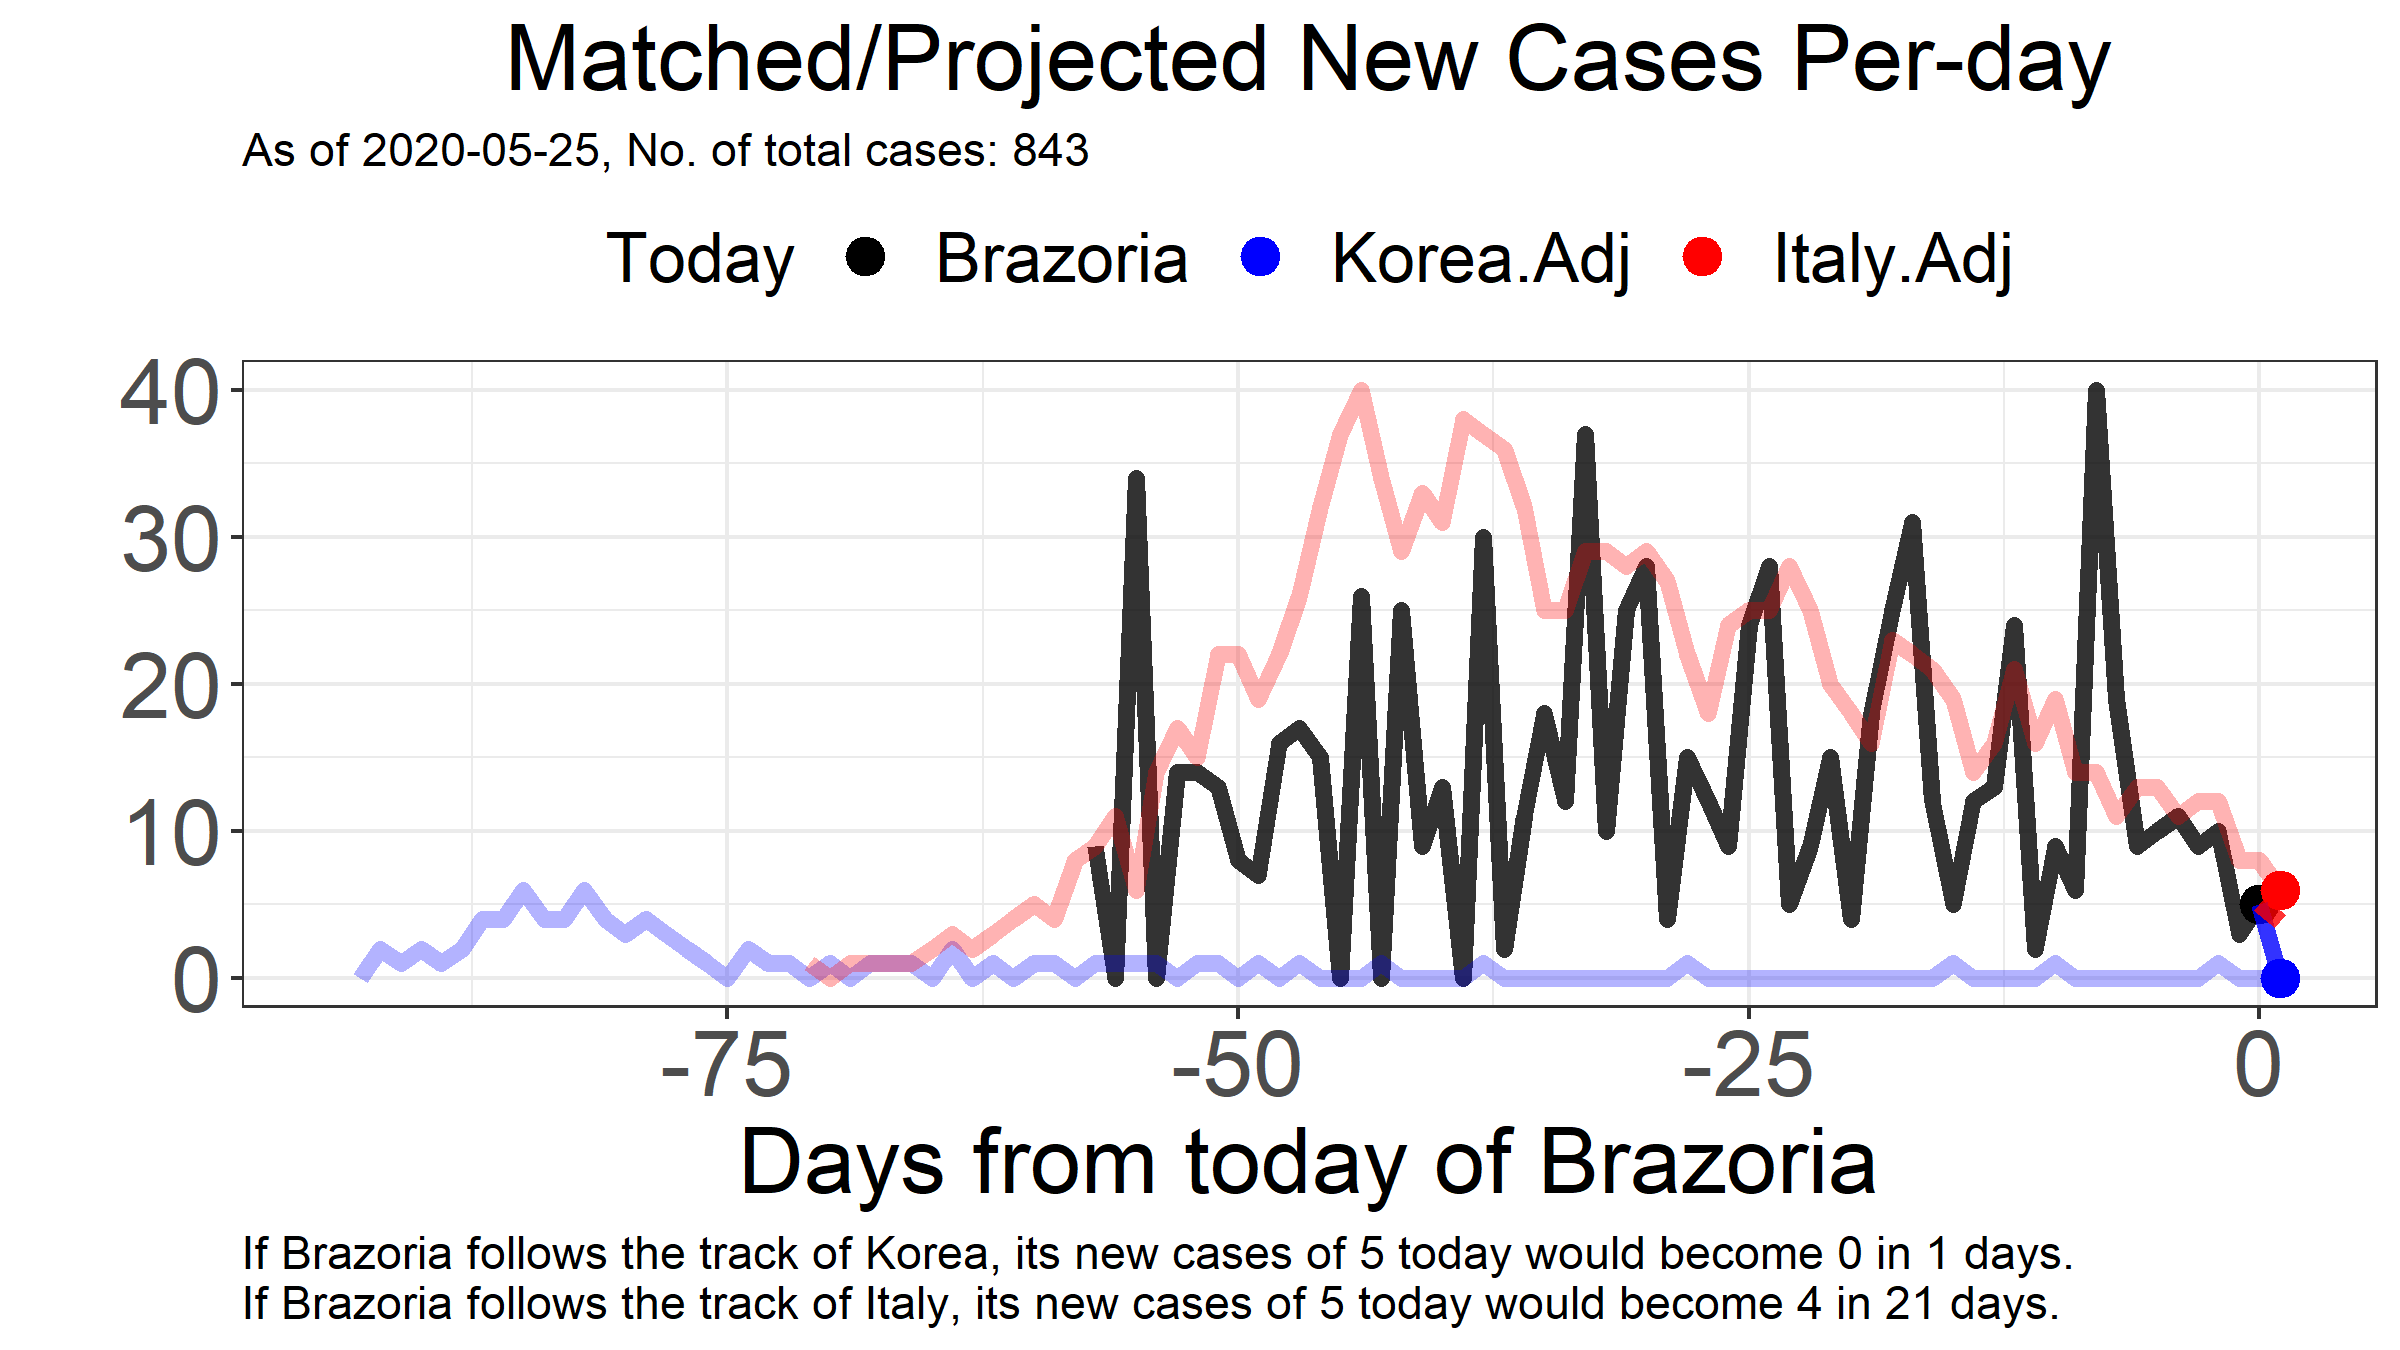 Matched/Projected New Cases Per-day
As of 2020-05-25, No. of total cases: 843
Today Brazoria Korea.Adj Italy.Adj
40
30
20
10
0
-75 -50 -25 0
Days from today of Brazoria
If Brazoria follows the track of Korea, its new cases of 5 today would become 0 in 1 days.
If Brazoria follows the track of Italy, its new cases of 5 today would become 4 in 21 days.